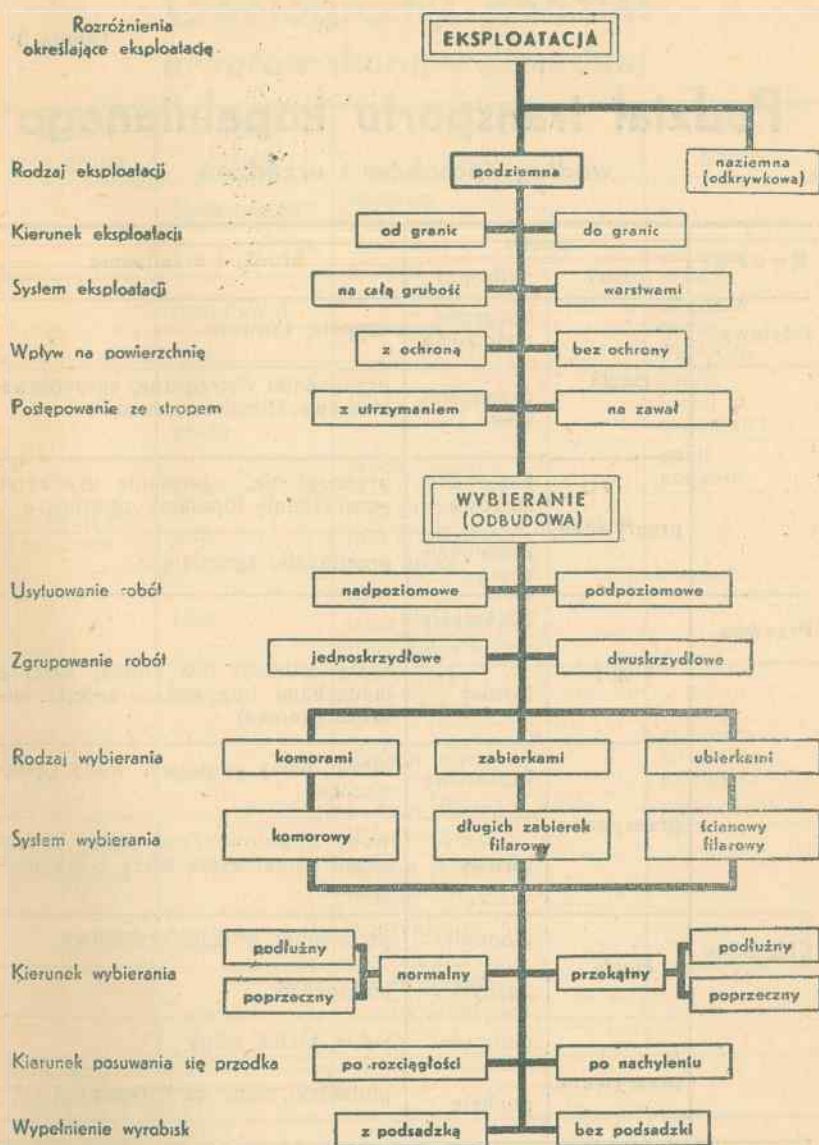 Rozróżnienia
określające eksploatację
EKSPLOATACJA
Rodzaj eksploatacji
podziemna
naziemna
(odkrywkowa)
Kierunek eksploatacji
od granic
do granic
System eksploatacji
na całą grubość
warstwami
Wpływ na powierzchnię
z ochroną
bez ochrony
Postępowanie ze stropem
z utrzymaniem
na zawał
WYBIERANIE
(ODBUDOWA)
Usytuowanie robót
nadpoziomowe
podpoziomowe
Zgrupowanie robót
jednoskrzydłowe
dwuskrzydłowe
Rodzaj wybierania
komorami
zabierkami
ubierkami
System wybierania
komorowy
długich zabierek
filarowy
ścianowy
filarowy
Kierunek wybierania
podłużny
poprzeczny
normalny
przekątny
podłużny
poprzeczny
Kierunek posuwania się przodka
po rozciągłości
po nachyleniu
Wypełnienie wyrobisk
z podsadzką
bez podsadzki